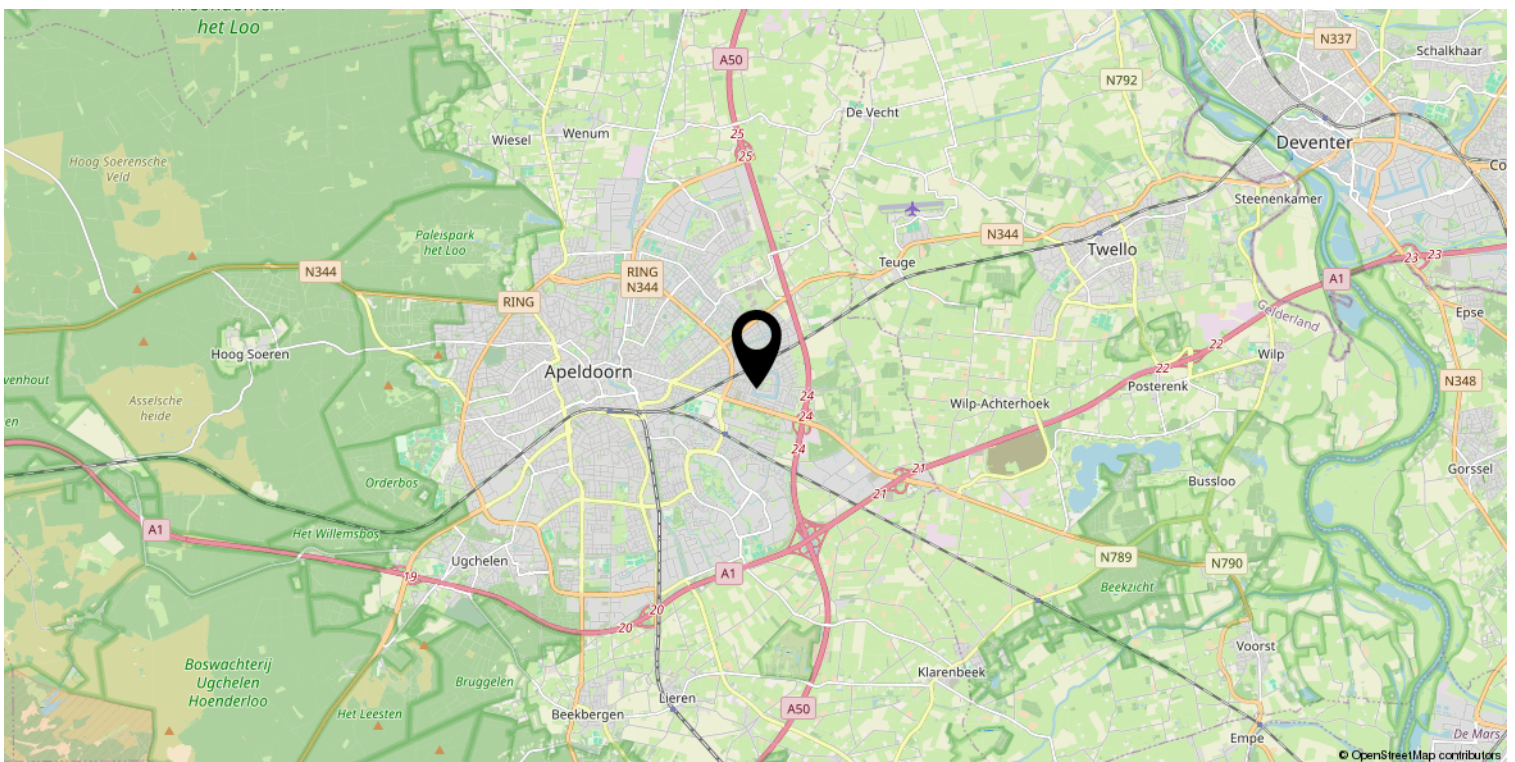 het Loo
A50
N337
Schalkhaar
N792
De Vecht
25
Wiesel
Wenum
25
Deventer
Hoog Soerensche
Veld
Co
Steenenkamer
Paleispark
het Loo
N344
Twello
Teuge
23
23
N344
RING
N344
A1
RING
Epse
Gelderland
22
Hoog Soeren
Wilp
22
Apeldoorn
venhout
Posterenk
N348
Asselsche
heide
24
Wilp-Achterhoek
24
en
24
21
Gorssel
Orderbos
Bussloo
21
A1
Het Willemsbos
Ugchelen
N789
N790
A1
19
Beekzicht
20
20
Voorst
Boswachterij
Ugchelen
Hoenderloo
Klarenbeek
Bruggelen
Lieren
Het Leesten
Beekbergen
A50
De Mars
Empe
© OpenStreetMap contributors